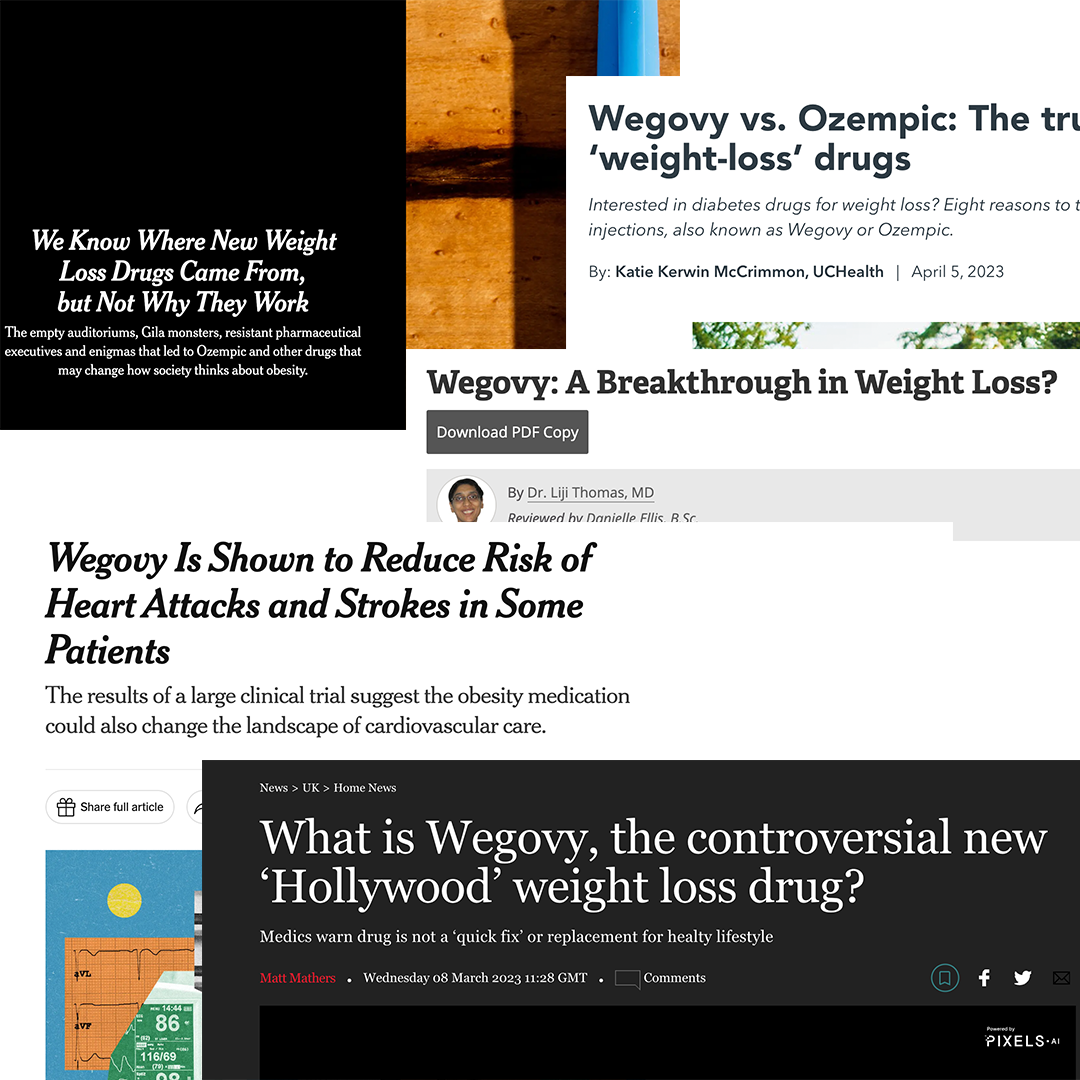 We Know Where New Weight
Loss Drugs Came From,
but Not Why They Work
The empty auditoriums, Gila monsters, resistant pharmaceutical
executives and enigmas that led to Ozempic and other drugs that
may change how society thinks about obesity.
Wegovy vs. Ozempic: The tru
‘weight-loss’ drugs
Interested in diabetes drugs for weight loss? Eight reasons to t
injections, also known as Wegovy or Ozempic.
By: Katie Kerwin McCrimmon, UCHealth | April 5, 2023
Wegovy: A Breakthrough in Weight Loss?
Download PDF Copy
By Dr. Liji Thomas, MD
Reviewed by Danielle Ellis, B.Sc.
Wegovy Is Shown to Reduce Risk of
Heart Attacks and Strokes in Some
Patients
The results of a large clinical trial suggest the obesity medication
could also change the landscape of cardiovascular care.
Share full article
aVL
aVF
14:44
86
116/69
98
News > UK > Home News
What is Wegovy, the controversial new
‘Hollywood’ weight loss drug?
Medics warn drug is not a ‘quick fix’ or replacement for healty lifestyle
Matt Mathers • Wednesday 08 March 2023 11:28 GMT • Comments
Powered by
PIXELS.AI